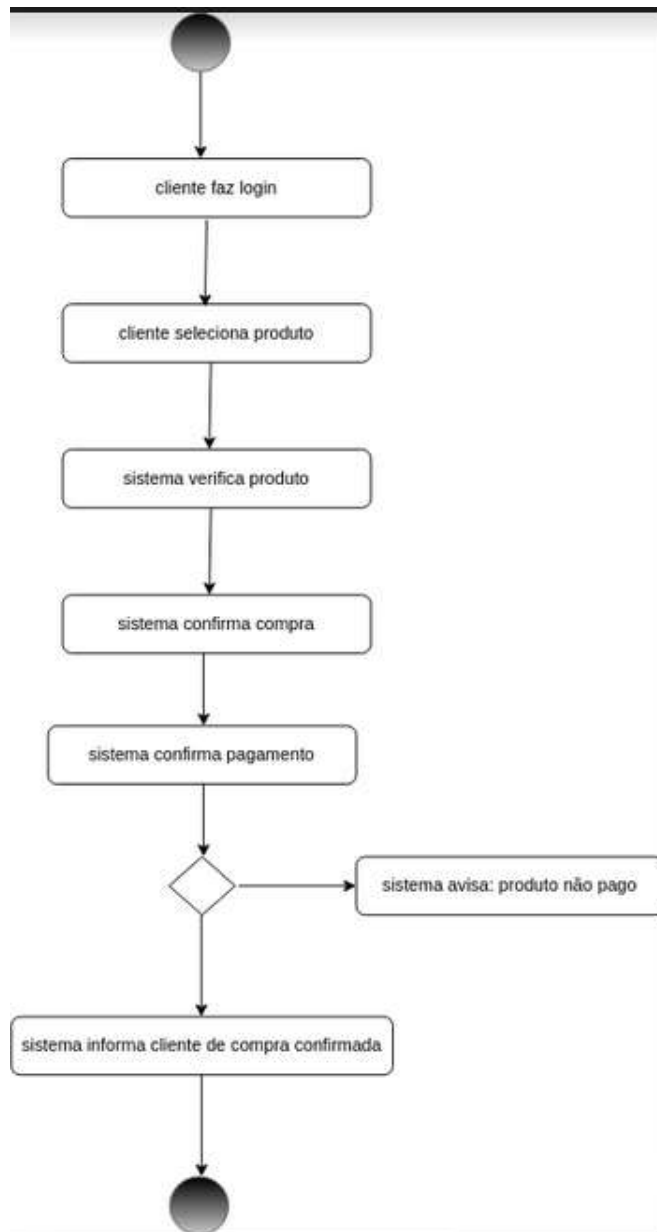 cliente faz login
cliente seleciona produto
sistema verifica produto
sistema confirma compra
sistema confirma pagamento
sistema avisa: produto não pago
sistema informa cliente de compra confirmada